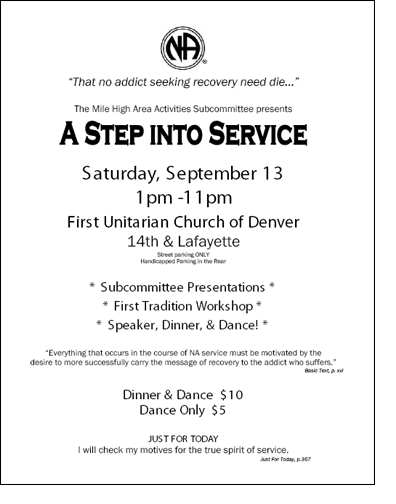 NA
®
“That no addict seeking recovery need die...”
The Mile High Area Activities Subcommittee presents
A STEP INTO SERVICE
Saturday, September 13
1pm -11pm
First Unitarian Church of Denver
14th & Lafayette
Street parking ONLY
Handicapped Parking in the Rear
* Subcommittee Presentations *
* First Tradition Workshop *
* Speaker, Dinner, & Dance! *
“Everything that occurs in the course of NA service must be motivated by the
desire to more successfully carry the message of recovery to the addict who suffers.”
Basic Text, p. xvi
Dinner & Dance $10
Dance Only $5
JUST FOR TODAY
I will check my motives for the true spirit of service.
Just For Today, p.367